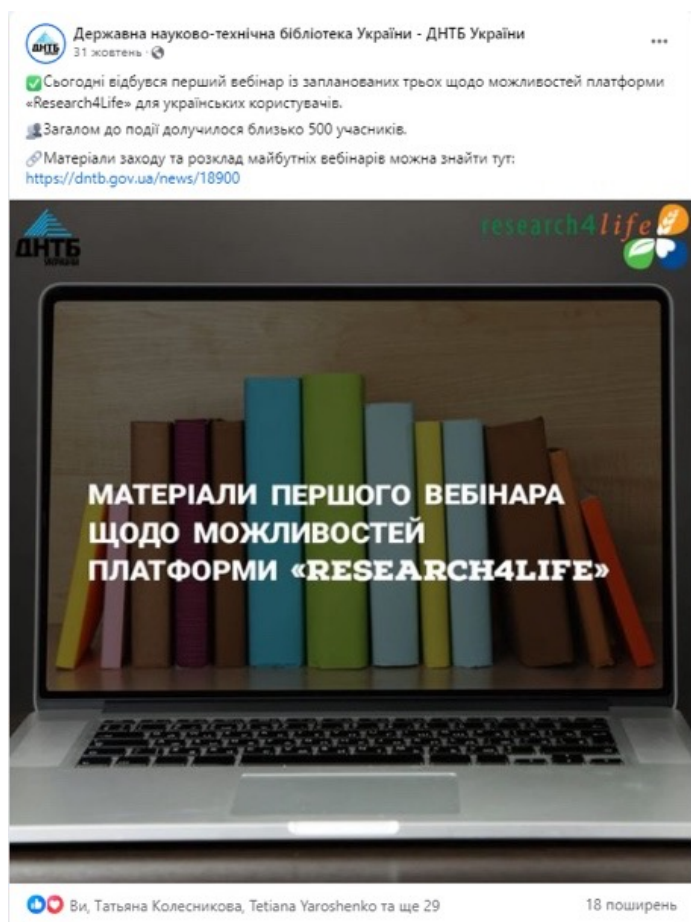 Державна науково-технічна бібліотека України - ДНТБ України
31 жовтень ·
Сьогодні відбувся перший вебінар із запланованих трьох щодо можливостей платформи
«Research4Life» для українських користувачів.
Загалом до події долучилося близько 500 учасників.
Матеріали заходу та розклад майбутніх вебінарів можна знайти тут:
https://dntb.gov.ua/news/18900
ДНТБ
УКРАЇНИ
research4life
МАТЕРІАЛИ ПЕРШОГО ВЕБІНАРА
ЩОДО МОЖЛИВОСТЕЙ
ПЛАТФОРМИ «RESEARCH4LIFE»
Ви, Татьяна Колесникова, Tetiana Yaroshenko та ще 29
18 поширень